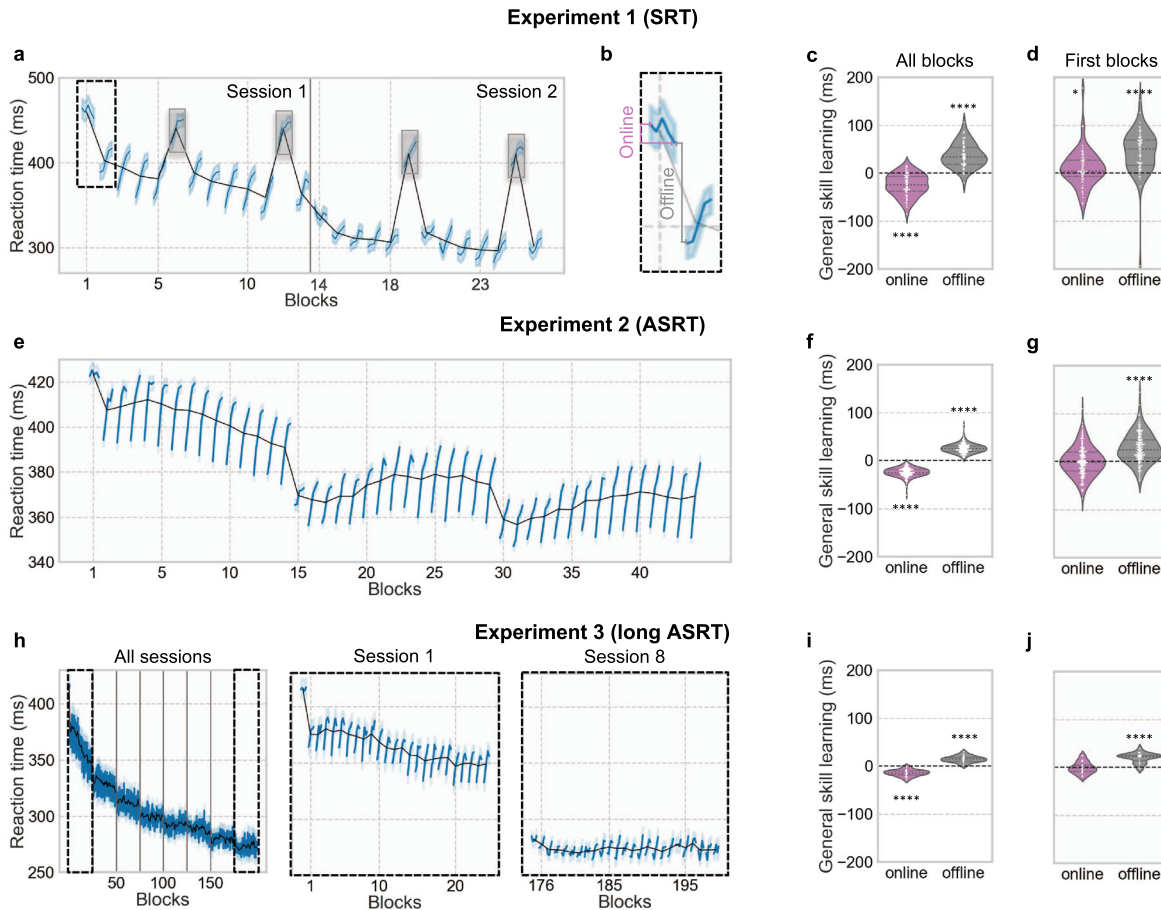 Experiment 1 (SRT)
a
b
c
All blocks
d
First blocks
Reaction time (ms)
500
400
300
Session 1
Session 2
1
5
10
14
18
23
Blocks
Online
Offline
General skill learning (ms)
200
100
0
−100
−200
****
****
online
offline
*
****
online
offline
Experiment 2 (ASRT)
e
f
g
Reaction time (ms)
420
400
380
360
340
1
5
10
15
20
25
30
35
40
Blocks
General skill learning (ms)
200
100
0
−100
−200
****
****
online
offline
****
online
offline
Experiment 3 (long ASRT)
h
i
j
All sessions
Session 1
Session 8
Reaction time (ms)
400
350
300
250
50
100
150
Blocks
1
10
20
Blocks
176
185
195
Blocks
General skill learning (ms)
200
100
0
−100
−200
****
****
online
offline
****
online
offline